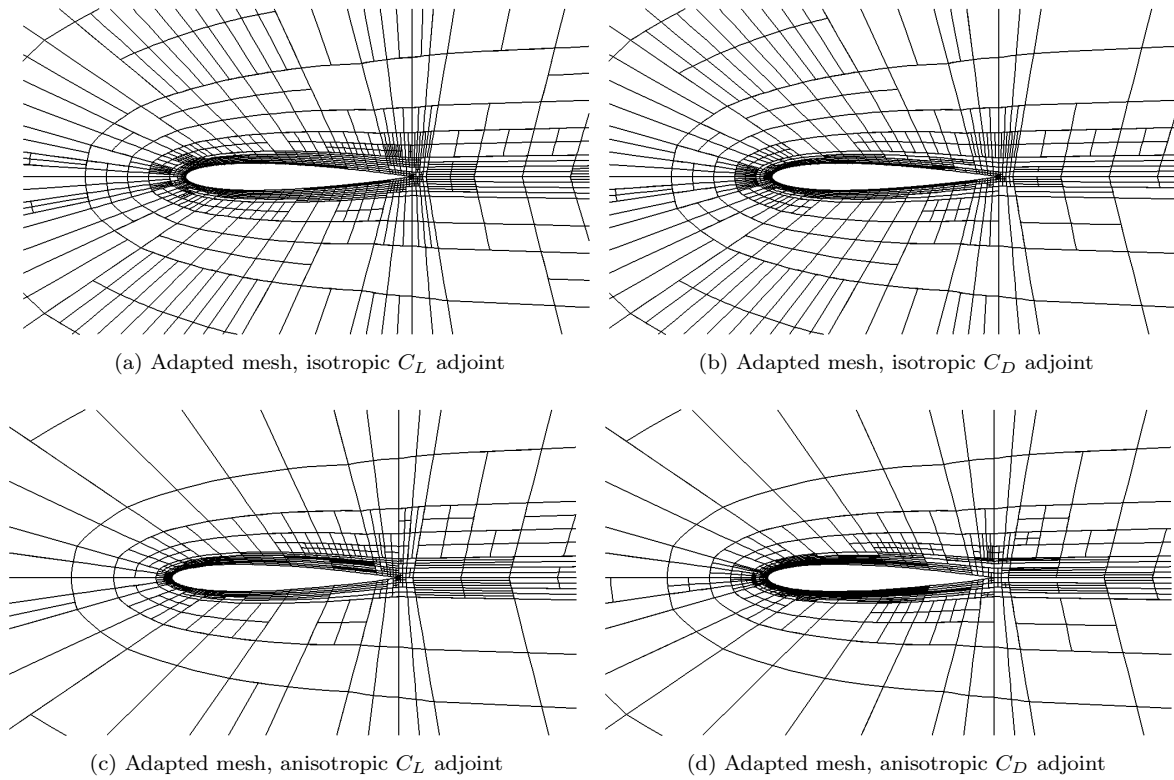 (a) Adapted mesh, isotropic C_L adjoint
(b) Adapted mesh, isotropic C_D adjoint
(c) Adapted mesh, anisotropic C_L adjoint
(d) Adapted mesh, anisotropic C_D adjoint